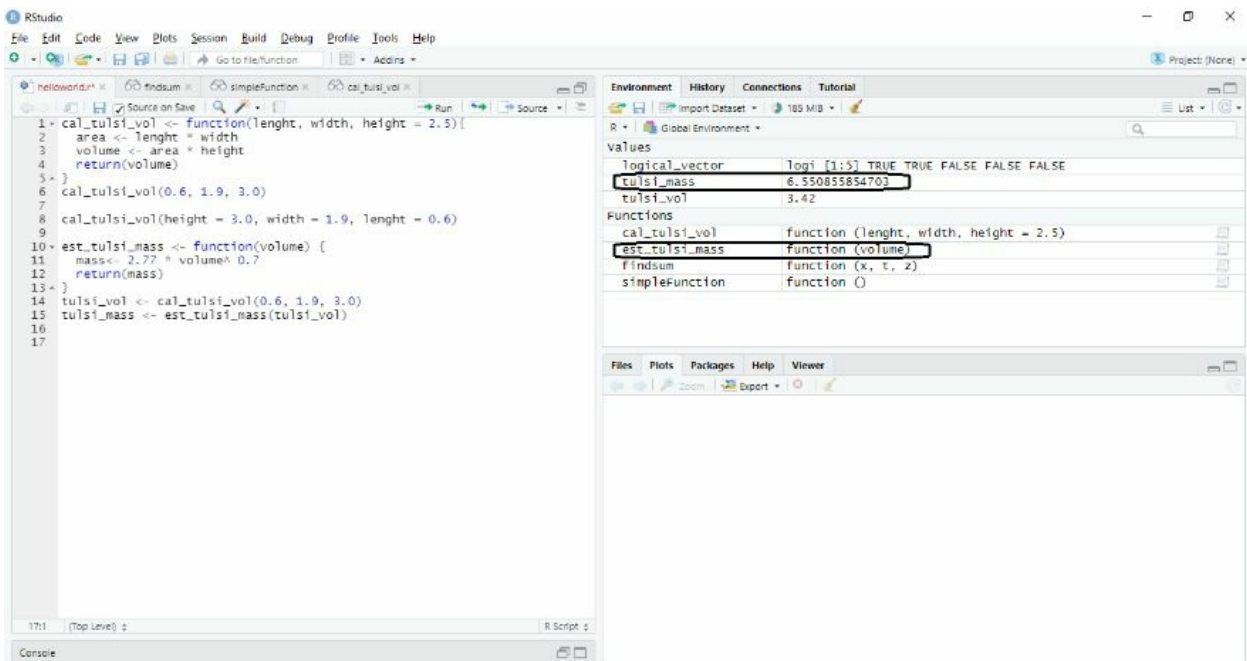 RStudio
File Edit Code View Plots Session Build Debug Profile Tools Help
Go to file/function Addins Project: (None)
helloworld.r* findsum simpleFunction cal_tulsi_vol
Source on Save Run Source
1 cal_tulsi_vol <- function(lenght, width, height = 2.5){
2 area <- lenght * width
3 volume <- area * height
4 return(volume)
5 }
6 cal_tulsi_vol(0.6, 1.9, 3.0)
7
8 cal_tulsi_vol(height = 3.0, width = 1.9, lenght = 0.6)
9
10 est_tulsi_mass <- function(volume) {
11 mass<- 2.77 * volume^ 0.7
12 return(mass)
13 }
14 tulsi_vol <- cal_tulsi_vol(0.6, 1.9, 3.0)
15 tulsi_mass <- est_tulsi_mass(tulsi_vol)
16
17
17:1 (Top Level) R Script
Console
Environment History Connections Tutorial
Import Dataset 185 MiB List
R Global Environment
Values
logical_vector logi [1:5] TRUE TRUE FALSE FALSE FALSE
tulsi_mass 6.550855854703
tulsi_vol 3.42
Functions
cal_tulsi_vol function (lenght, width, height = 2.5)
est_tulsi_mass function (volume)
findsum function (x, t, z)
simpleFunction function ()
Files Plots Packages Help Viewer
Zoom Export